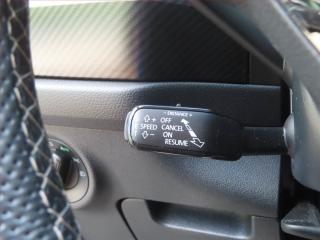 - DISTANCE +
+ OFF
SPEED CANCEL
- ON
RESUME